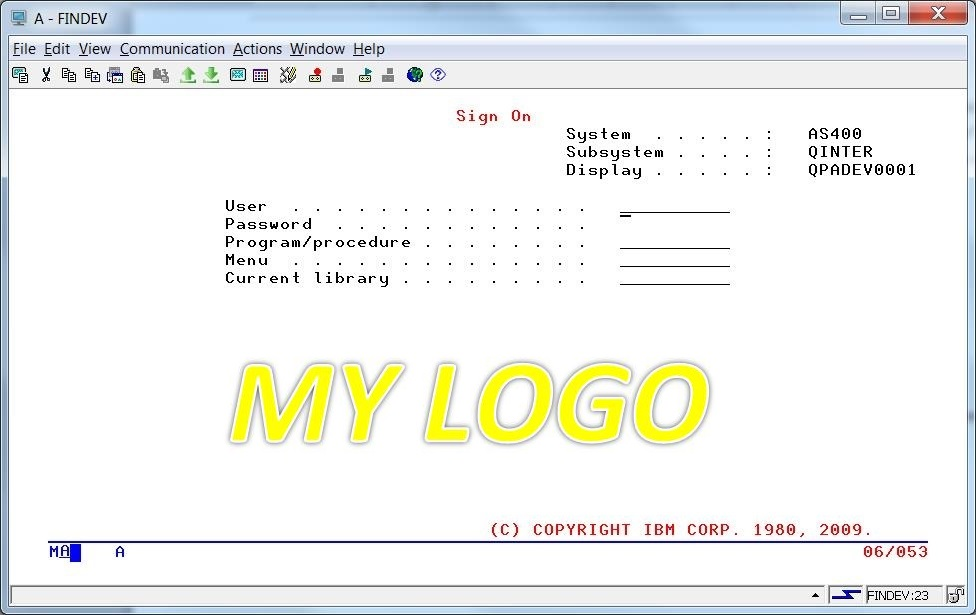 A - FINDEV
File Edit View Communication Actions Window Help
Sign On
System . . . . . : AS400
Subsystem . . . . : QINTER
Display . . . . . : QPADEV0001
User . . . . . . . . . . . . . .
Password . . . . . . . . . . . .
Program/procedure . . . . . . . .
Menu . . . . . . . . . . . . . .
Current library . . . . . . . . .
MY LOGO
(C) COPYRIGHT IBM CORP. 1980, 2009.
MA A 06/053
FINDEV:23